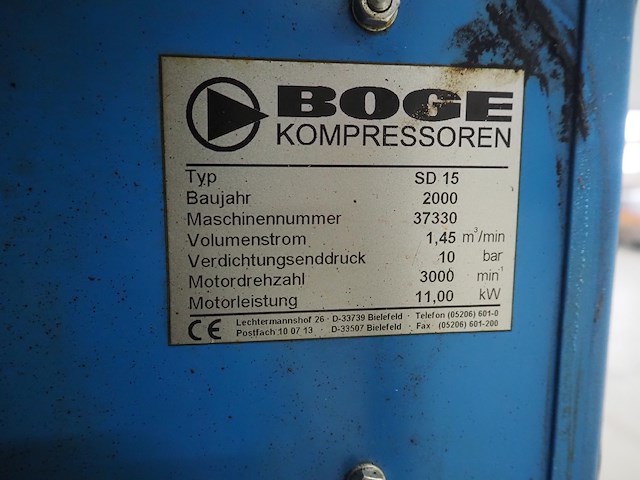 BOGE
KOMPRESSOREN
Typ SD 15
Baujahr 2000
Maschinennummer 37330
Volumenstrom 1,45 m³/min
Verdichtungsenddruck 10 bar
Motordrehzahl 3000 min⁻¹
Motorleistung 11,00 kW
CE Lechtermannshof 26 · D-33739 Bielefeld · Telefon (05206) 601-0
Postfach 10 07 13 · D-33507 Bielefeld · Fax (05206) 601-200